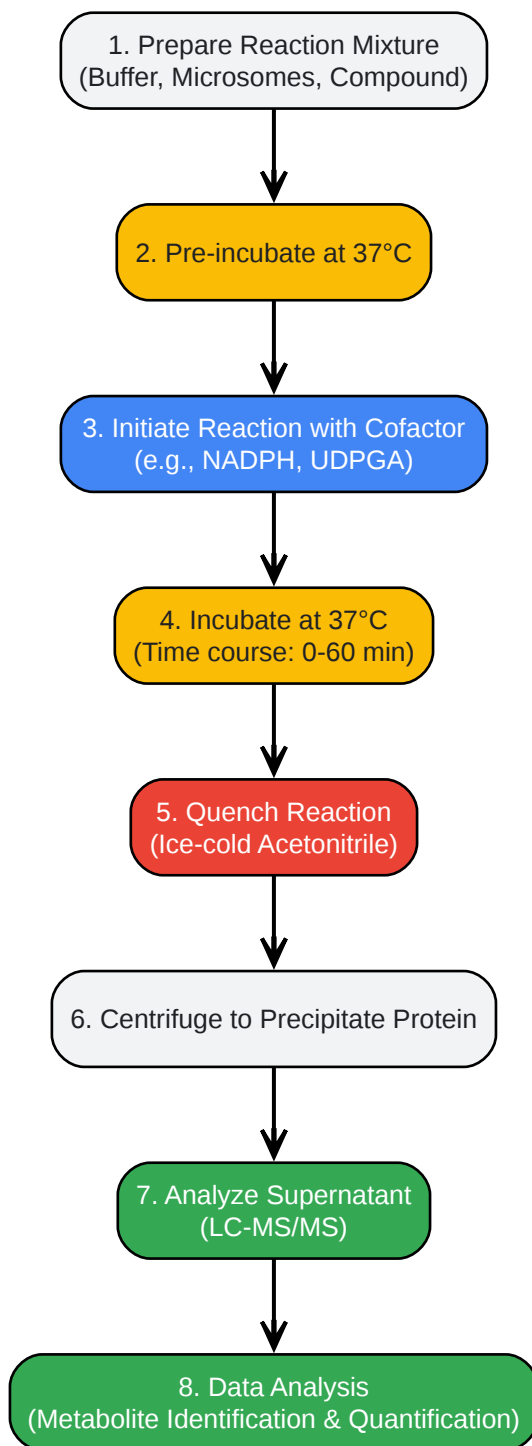 1. Prepare Reaction Mixture
(Buffer, Microsomes, Compound)
2. Pre-incubate at 37°C
3. Initiate Reaction with Cofactor
(e.g., NADPH, UDPGA)
4. Incubate at 37°C
(Time course: 0-60 min)
5. Quench Reaction
(Ice-cold Acetonitrile)
6. Centrifuge to Precipitate Protein
7. Analyze Supernatant
(LC-MS/MS)
8. Data Analysis
(Metabolite Identification & Quantification)